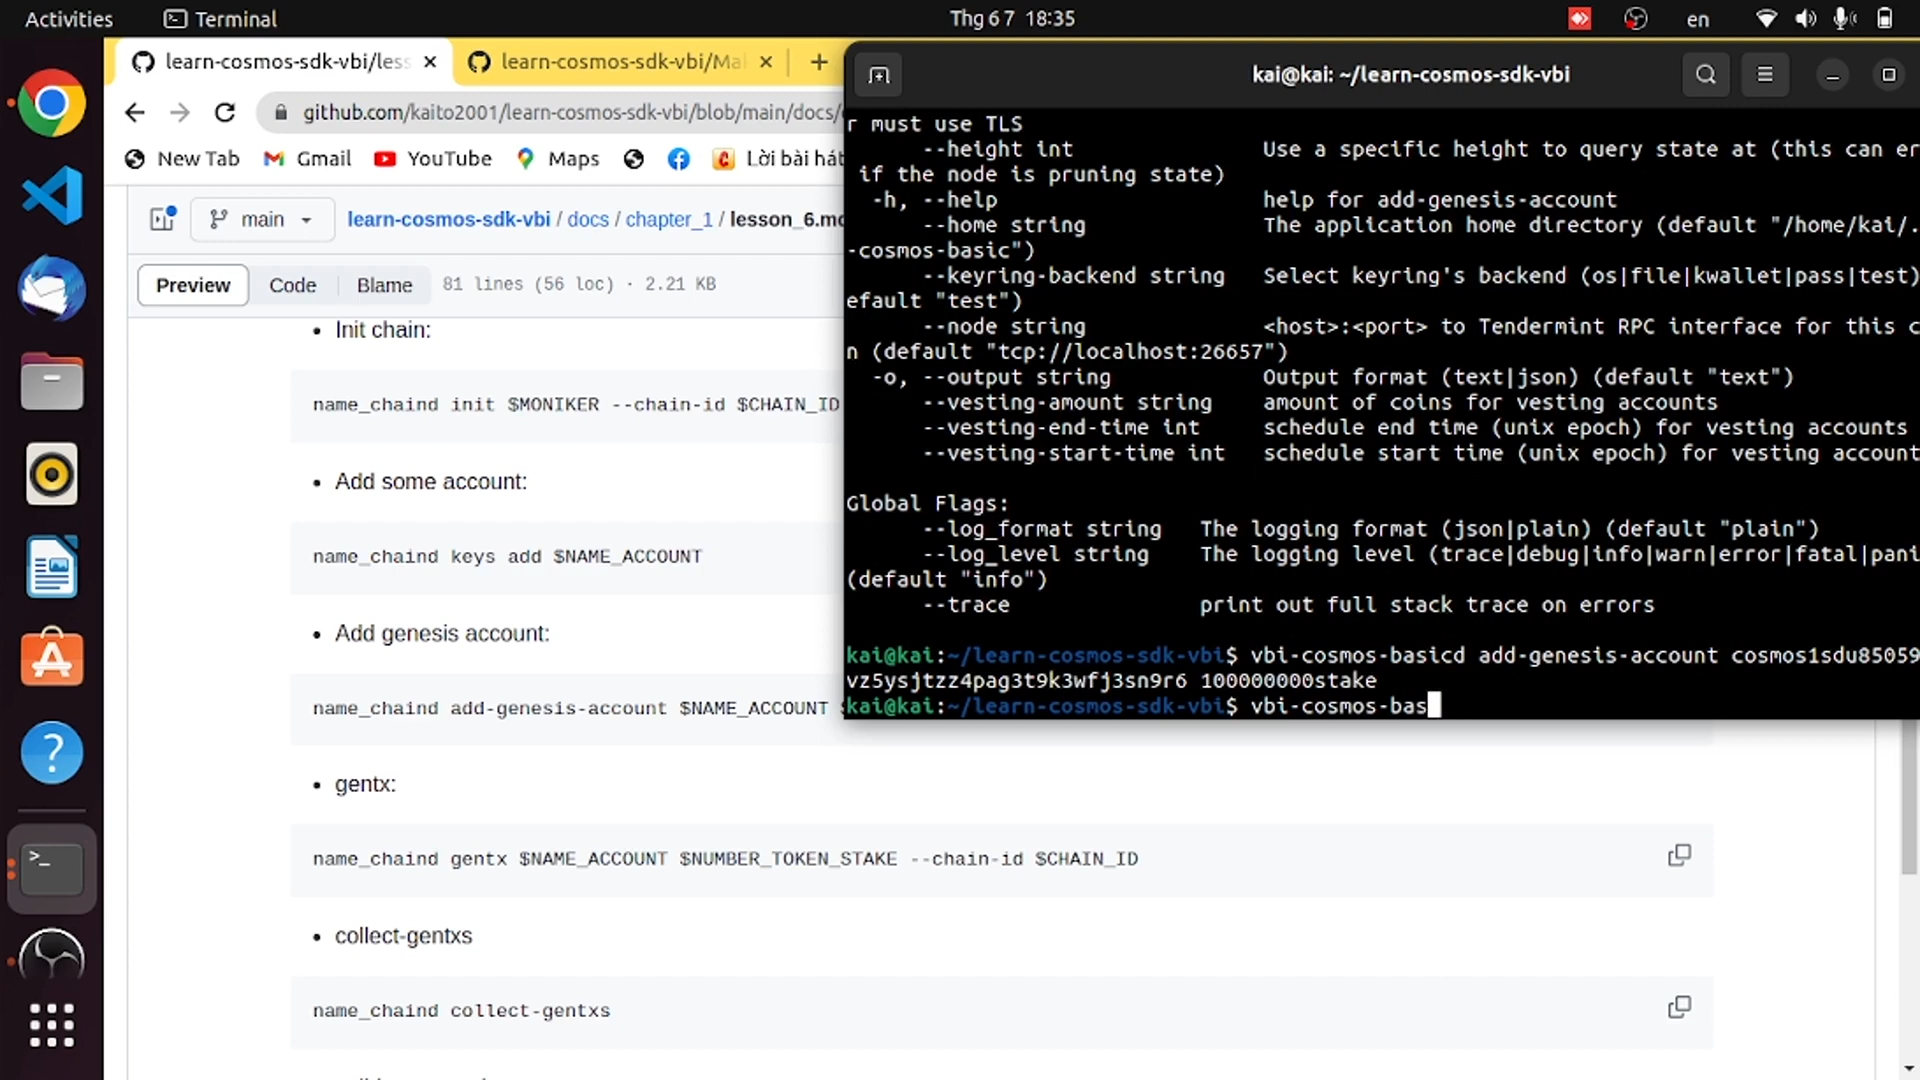 Activities
Terminal
Thg 6 7 18:35
en
learn-cosmos-sdk-vbi/less
learn-cosmos-sdk-vbi/Mal
github.com/kaito2001/learn-cosmos-sdk-vbi/blob/main/docs/
New Tab
Gmail
YouTube
Maps
Lời bài hát
main
learn-cosmos-sdk-vbi / docs / chapter_1 / lesson_6.md
Preview
Code
Blame
81 lines (56 loc) · 2.21 KB
• Init chain:
name_chaind init $MONIKER --chain-id $CHAIN_ID
• Add some account:
name_chaind keys add $NAME_ACCOUNT
• Add genesis account:
name_chaind add-genesis-account $NAME_ACCOUNT
• gentx:
name_chaind gentx $NAME_ACCOUNT $NUMBER_TOKEN_STAKE --chain-id $CHAIN_ID
• collect-gentxs
name_chaind collect-gentxs
kai@kai: ~/learn-cosmos-sdk-vbi
r must use TLS
--height int Use a specific height to query state at (this can er
if the node is pruning state)
-h, --help help for add-genesis-account
--home string The application home directory (default "/home/kai/.
-cosmos-basic")
--keyring-backend string Select keyring's backend (os|file|kwallet|pass|test)
efault "test")
--node string <host>:<port> to Tendermint RPC interface for this c
n (default "tcp://localhost:26657")
-o, --output string Output format (text|json) (default "text")
--vesting-amount string amount of coins for vesting accounts
--vesting-end-time int schedule end time (unix epoch) for vesting accounts
--vesting-start-time int schedule start time (unix epoch) for vesting account
Global Flags:
--log_format string The logging format (json|plain) (default "plain")
--log_level string The logging level (trace|debug|info|warn|error|fatal|pani
(default "info")
--trace print out full stack trace on errors
kai@kai:~/learn-cosmos-sdk-vbi$ vbi-cosmos-basicd add-genesis-account cosmos1sdu85059
vz5ysjtzz4pag3t9k3wfj3sn9r6 100000000stake
kai@kai:~/learn-cosmos-sdk-vbi$ vbi-cosmos-bas